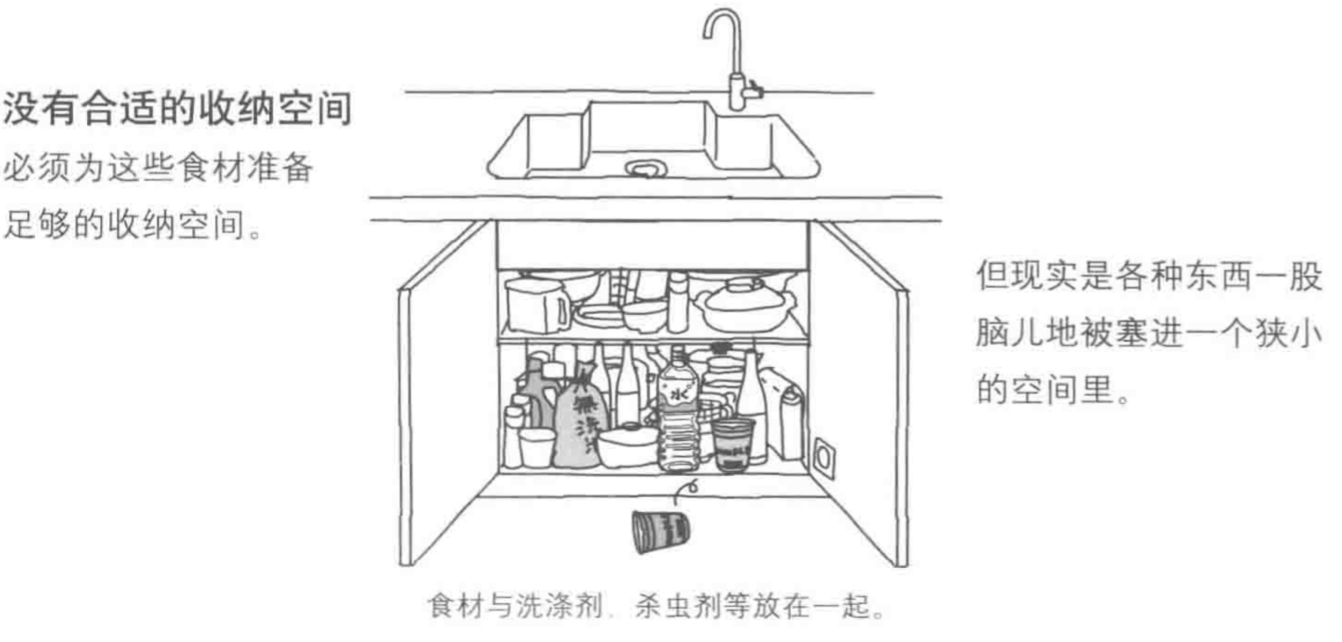 没有合适的收纳空间
必须为这些食材准备
足够的收纳空间。
但现实是各种东西一股
脑儿地被塞进一个狭小
的空间里。
水
無洗米
食材与洗涤剂、杀虫剂等放在一起。